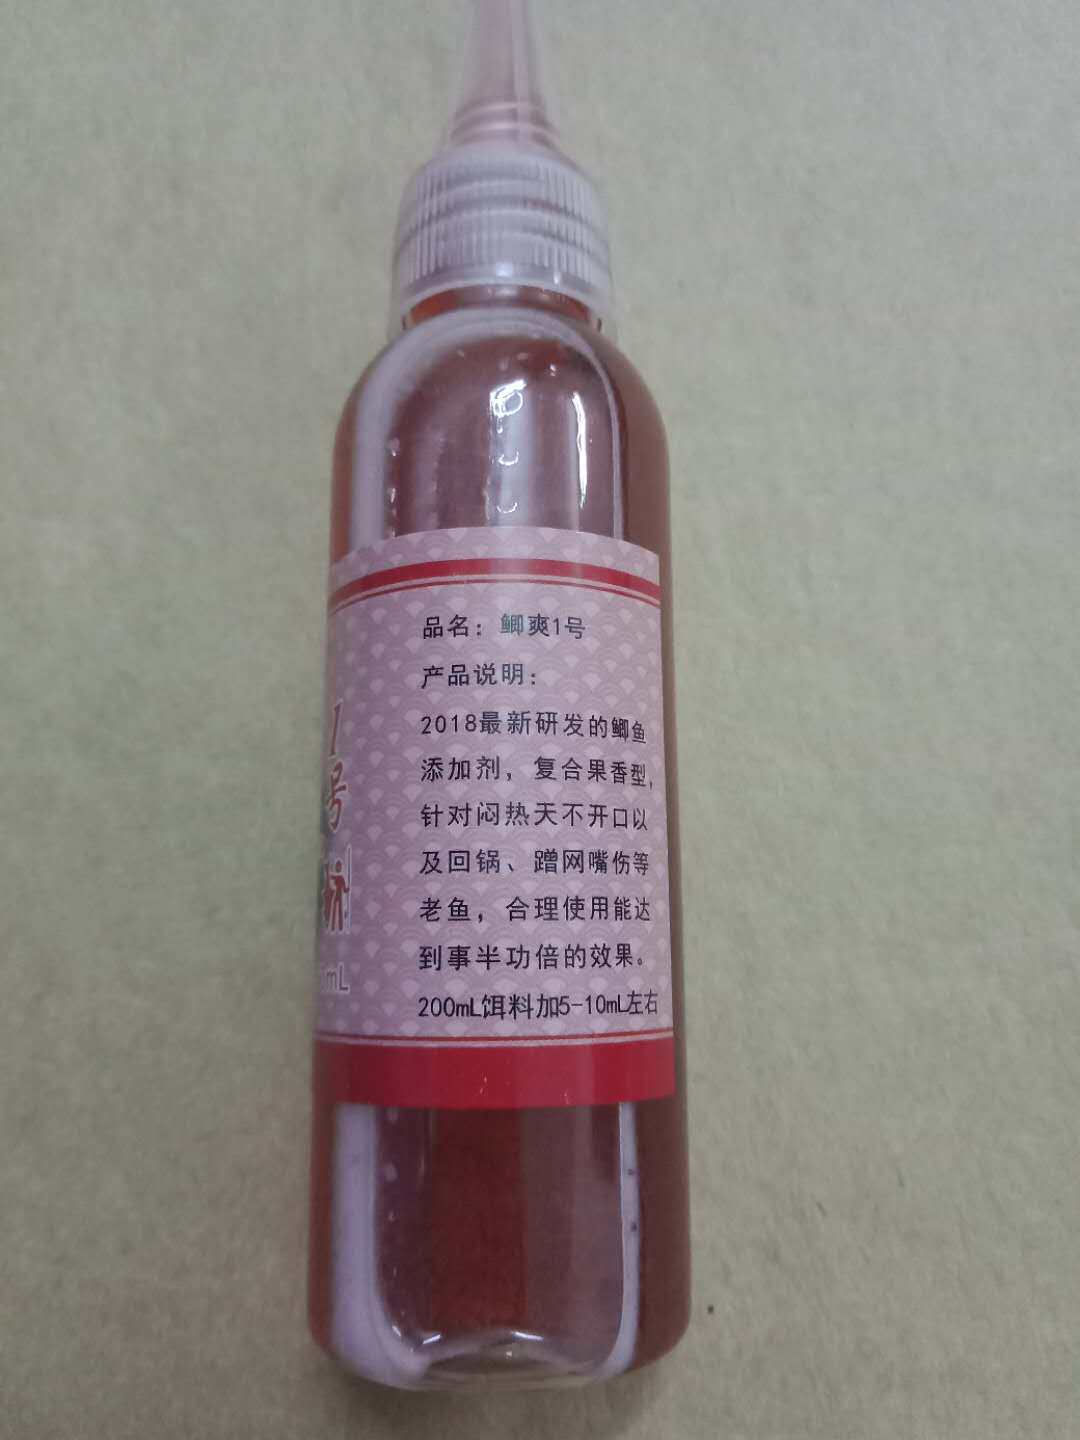 品名：鲫爽1号
产品说明：
2018最新研发的鲫鱼
添加剂，复合果香型，
针对闷热天不开口以
及回锅、蹭网嘴伤等
老鱼，合理使用能达
到事半功倍的效果。
200mL饵料加5-10mL左右
1
号
mL